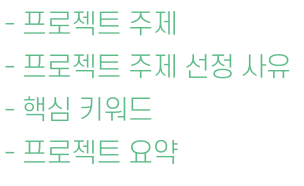 - 프로젝트 주제
- 프로젝트 주제 선정 사유
- 핵심 키워드
- 프로젝트 요약